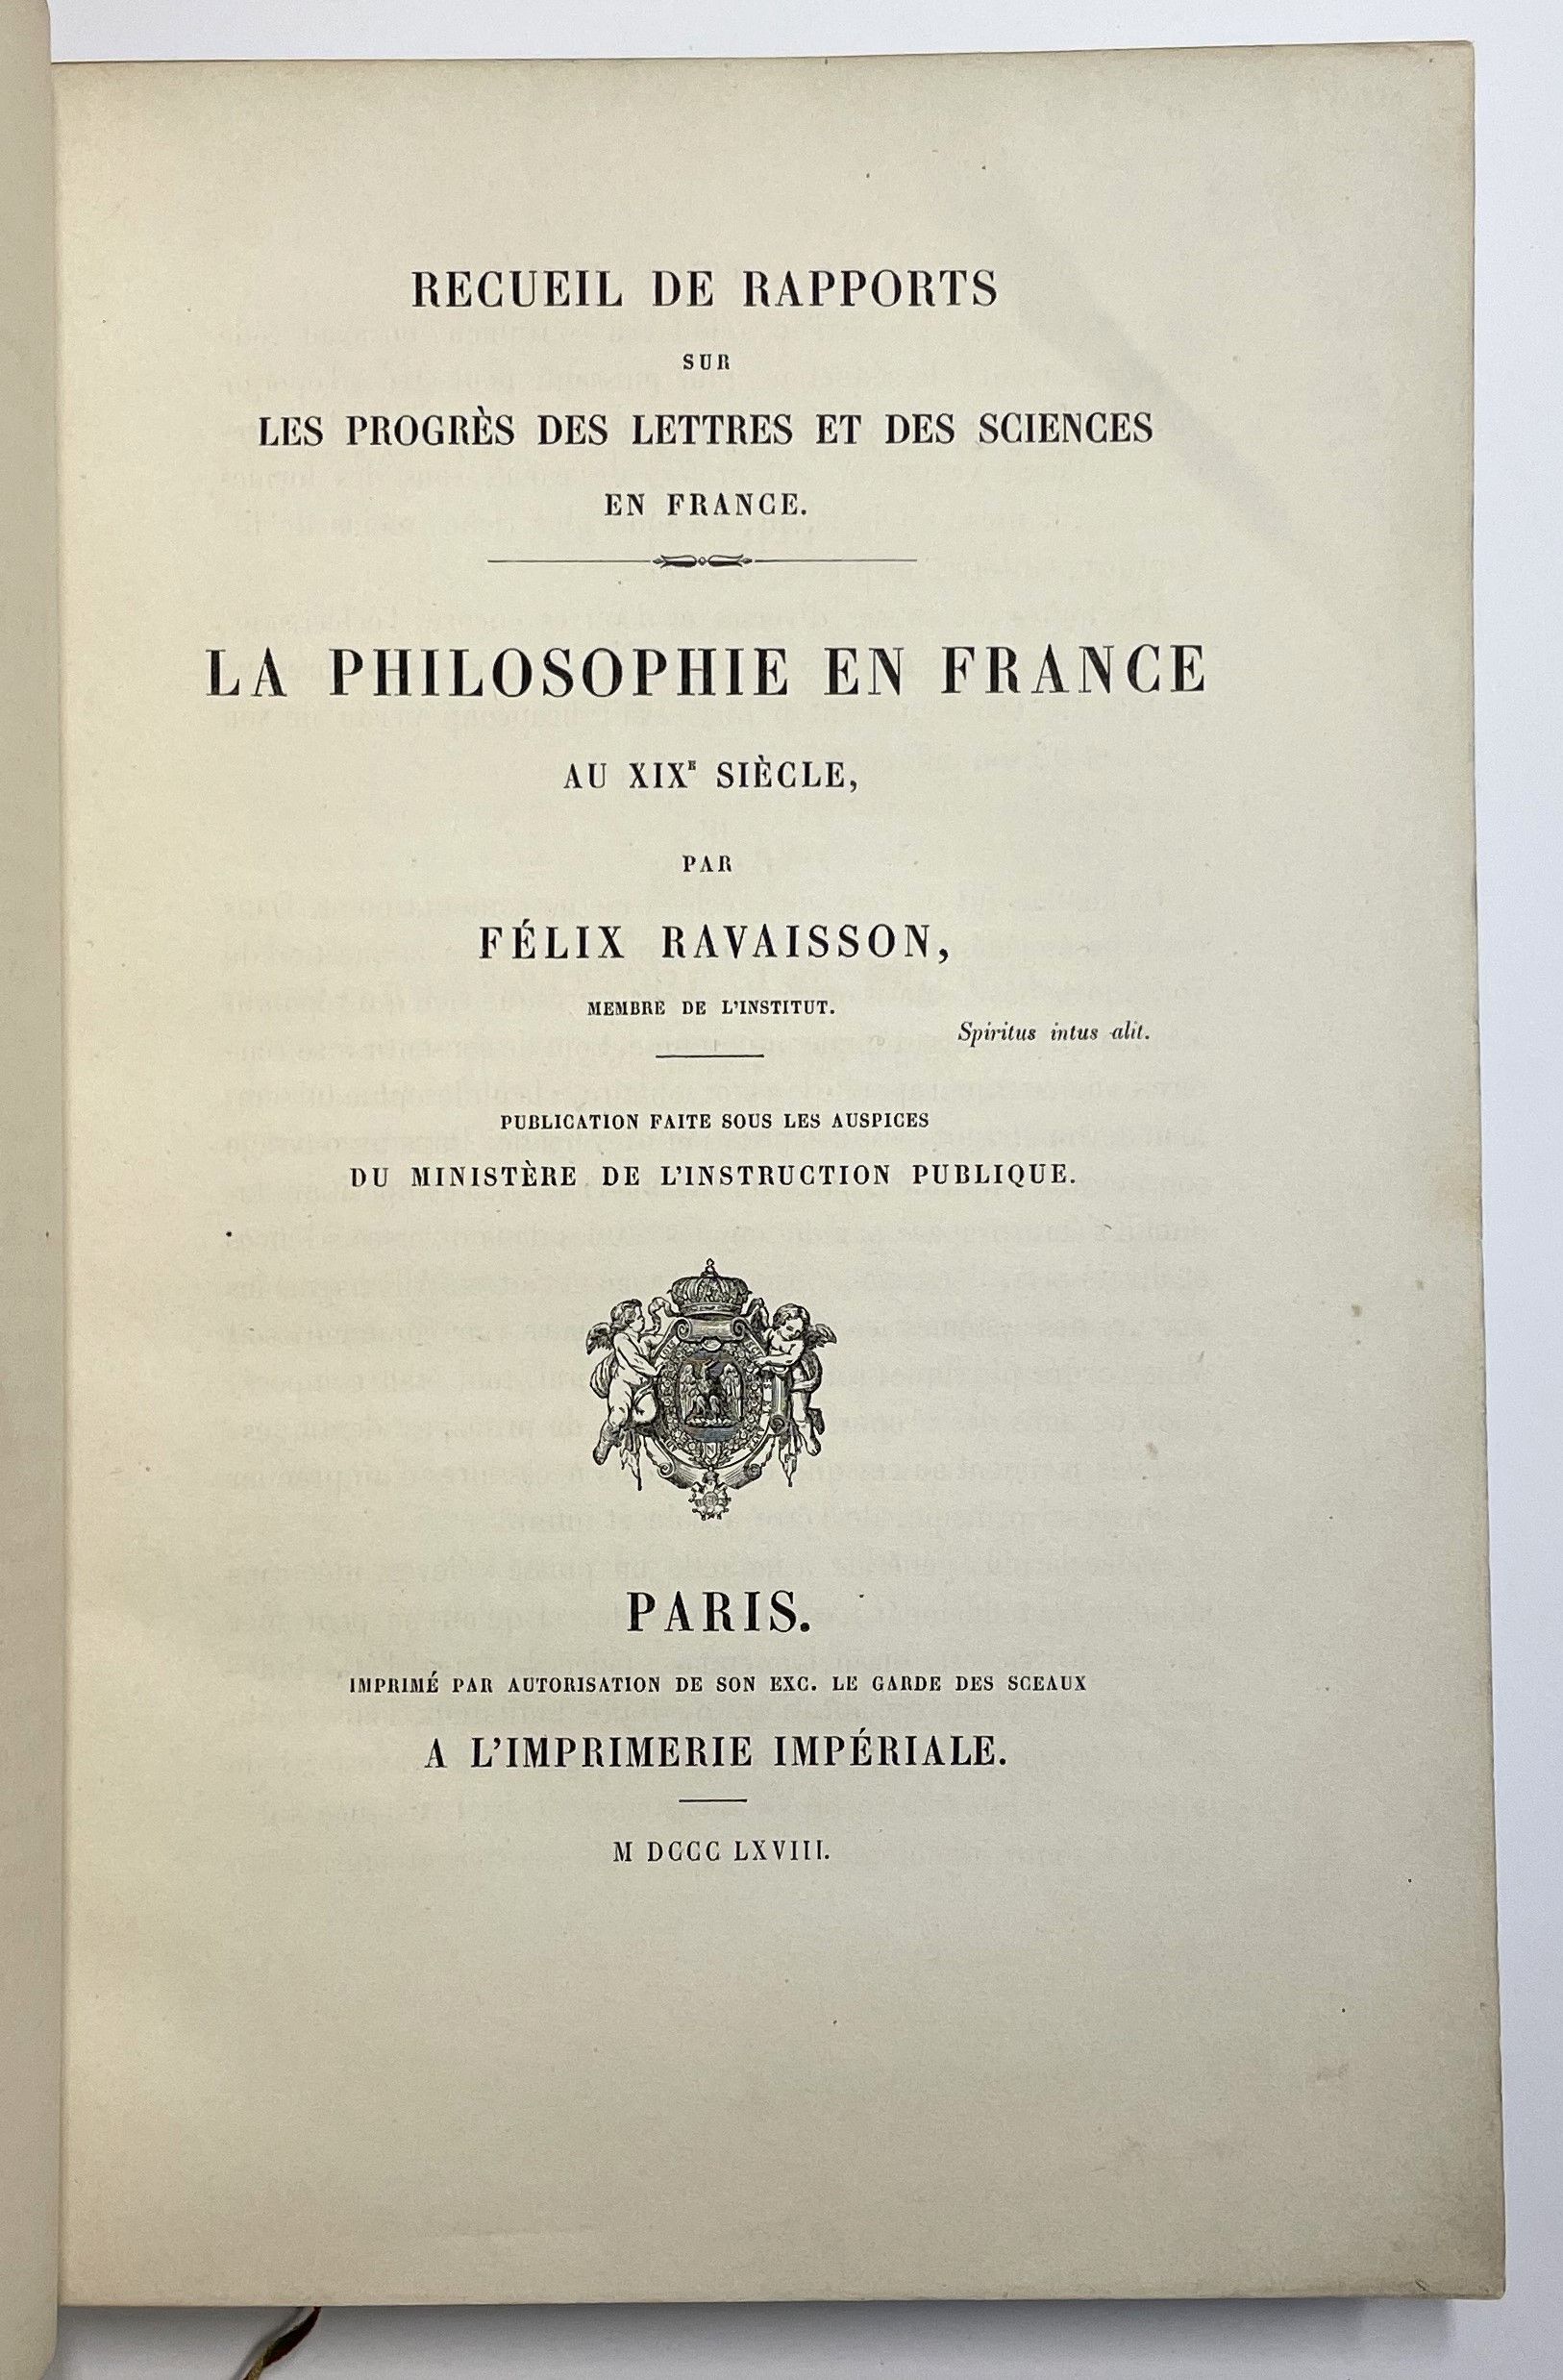 RECUEIL DE RAPPORTS
SUR
LES PROGRÈS DES LETTRES ET DES SCIENCES
EN FRANCE.
LA PHILOSOPHIE EN FRANCE
AU XIXE SIÈCLE,
PAR
FÉLIX RAVAISSON,
MEMBRE DE L'INSTITUT.
Spiritus intus alit.
PUBLICATION FAITE SOUS LES AUSPICES
DU MINISTÈRE DE L'INSTRUCTION PUBLIQUE.
PARIS.
IMPRIMÉ PAR AUTORISATION DE SON EXC. LE GARDE DES SCEAUX
A L'IMPRIMERIE IMPÉRIALE.
M DCCC LXVIII.